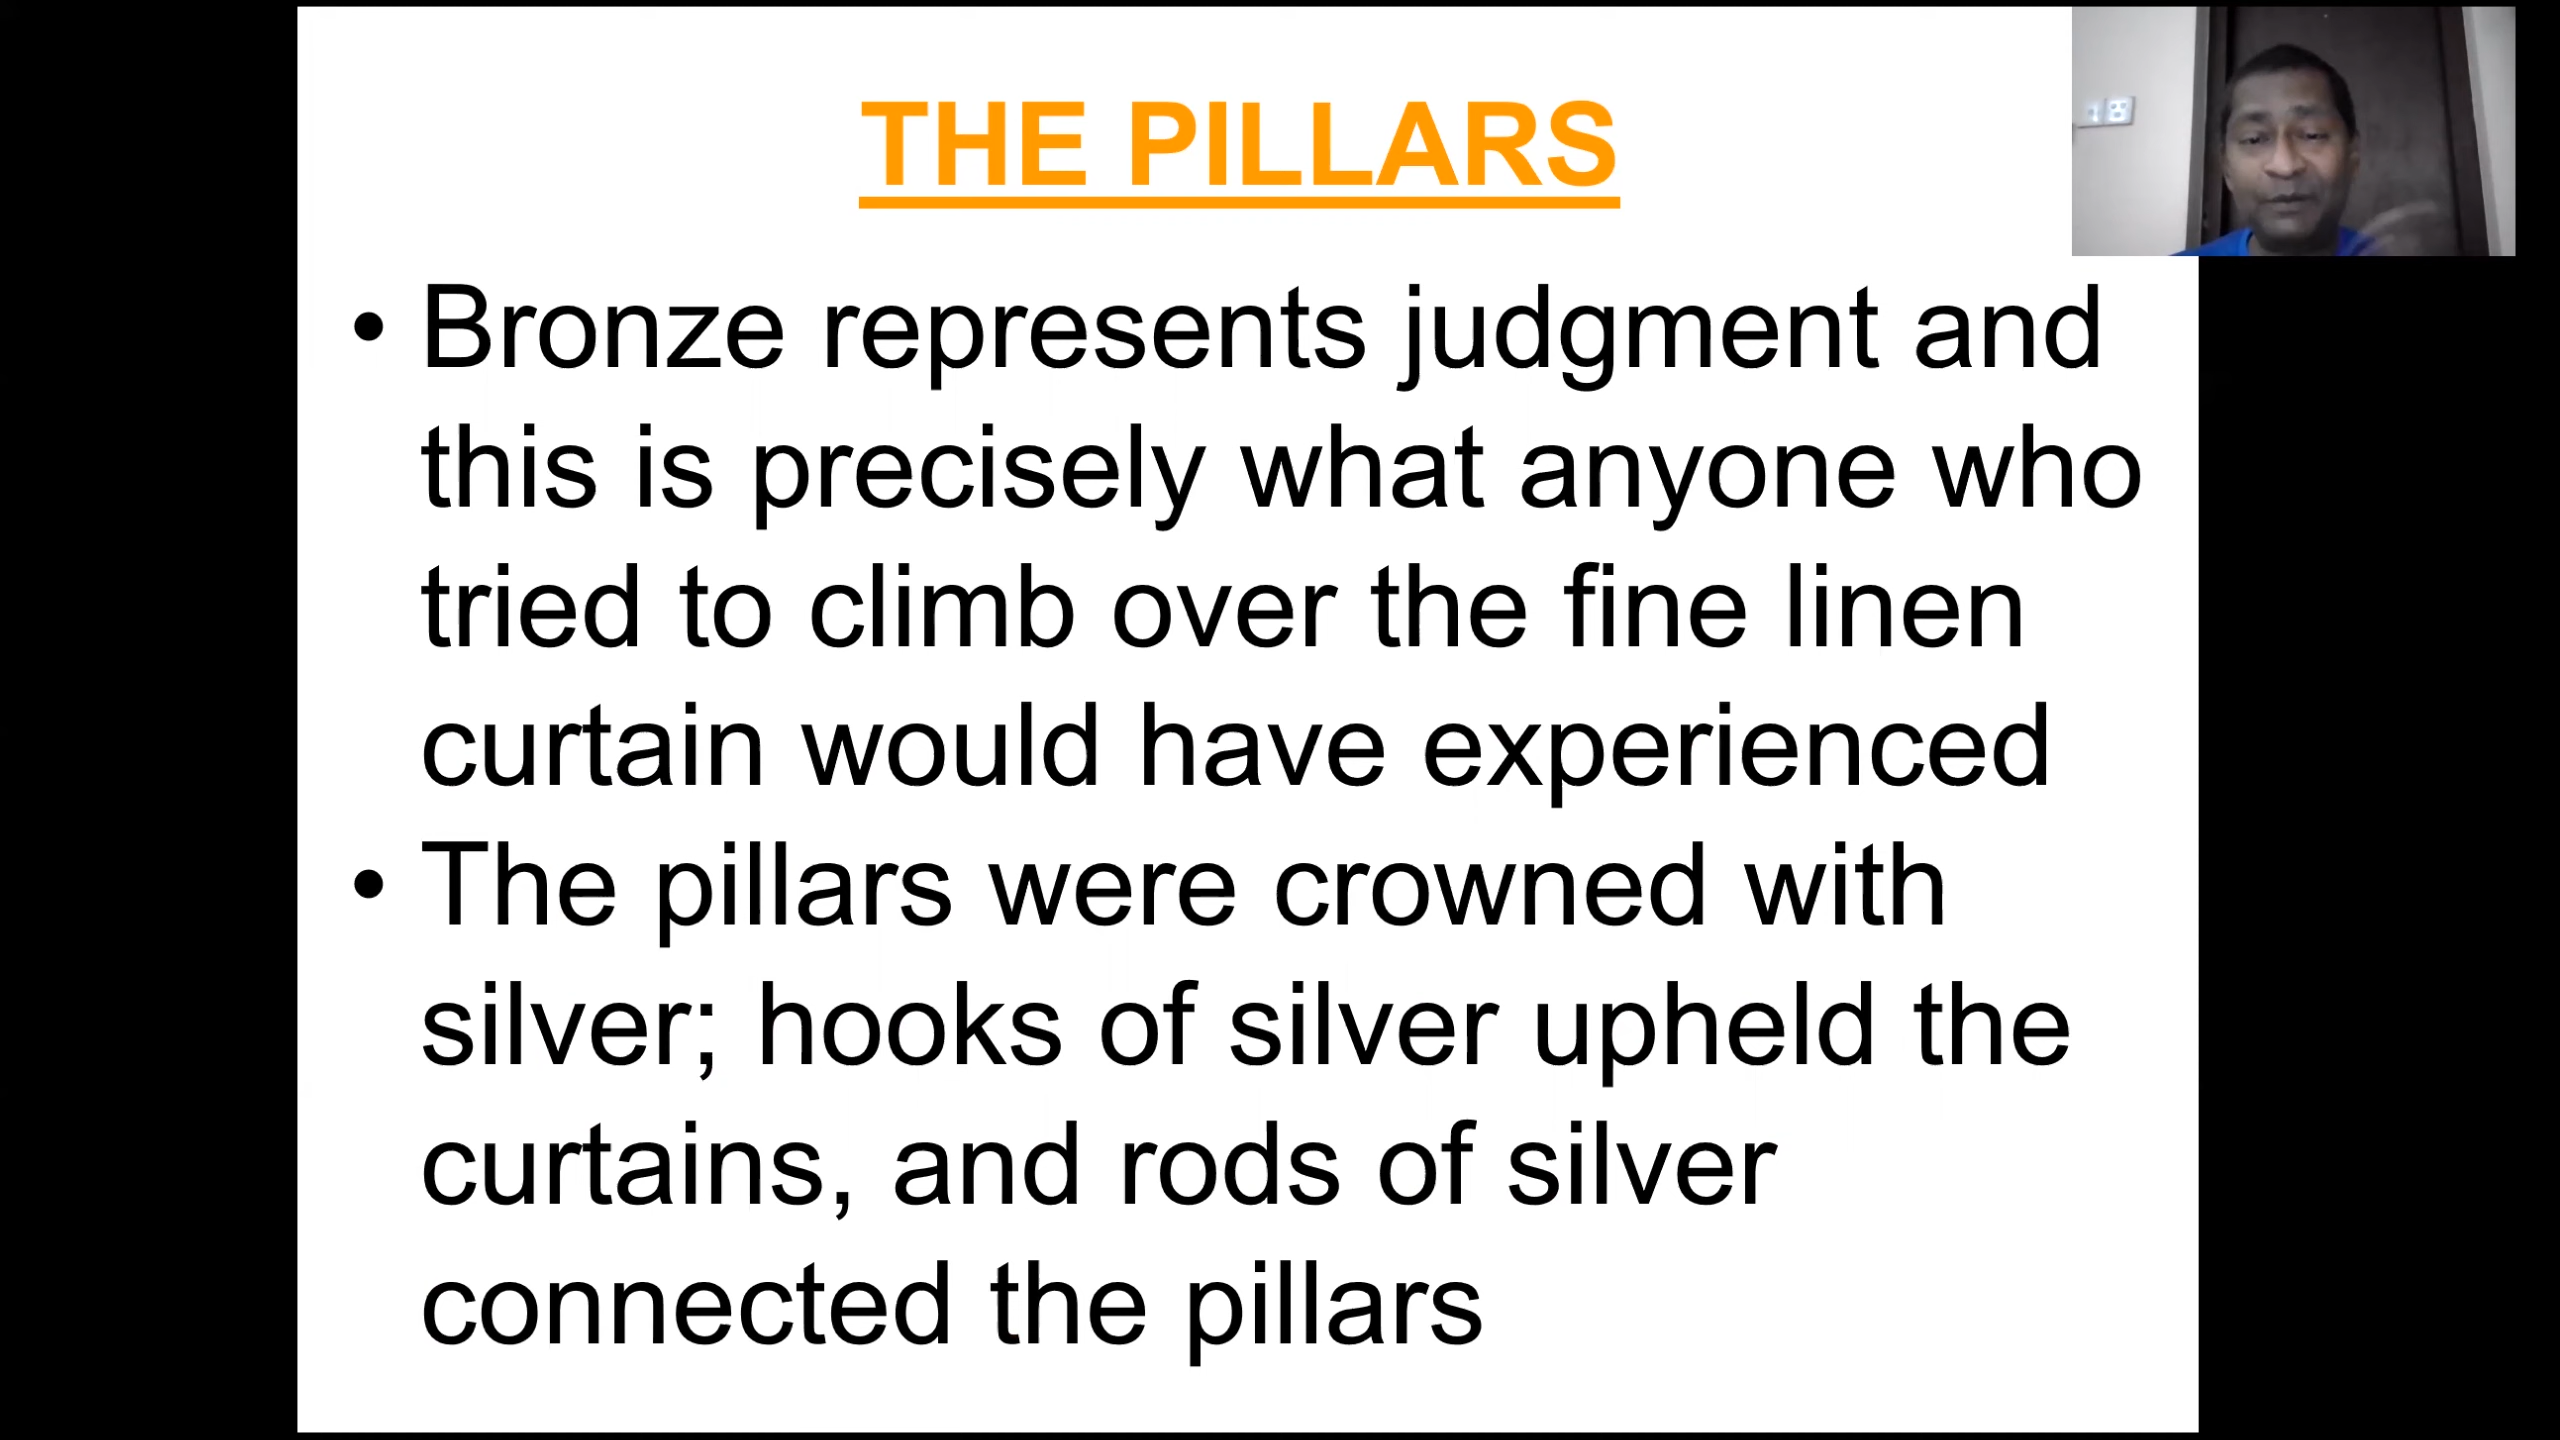 THE PILLARS
• Bronze represents judgment and
this is precisely what anyone who
tried to climb over the fine linen
curtain would have experienced
• The pillars were crowned with
silver; hooks of silver upheld the
curtains, and rods of silver
connected the pillars